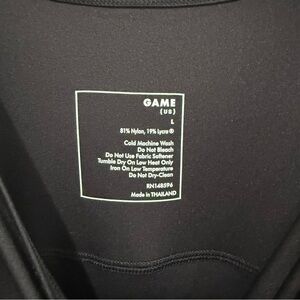 GAME
(US)
L
81% Nylon, 19% Lycra ®
Cold Machine Wash
Do Not Bleach
Do Not Use Fabric Softener
Tumble Dry On Low Heat Only
Iron On Low Temperature
Do Not Dry-Clean
RN148596
Made in THAILAND